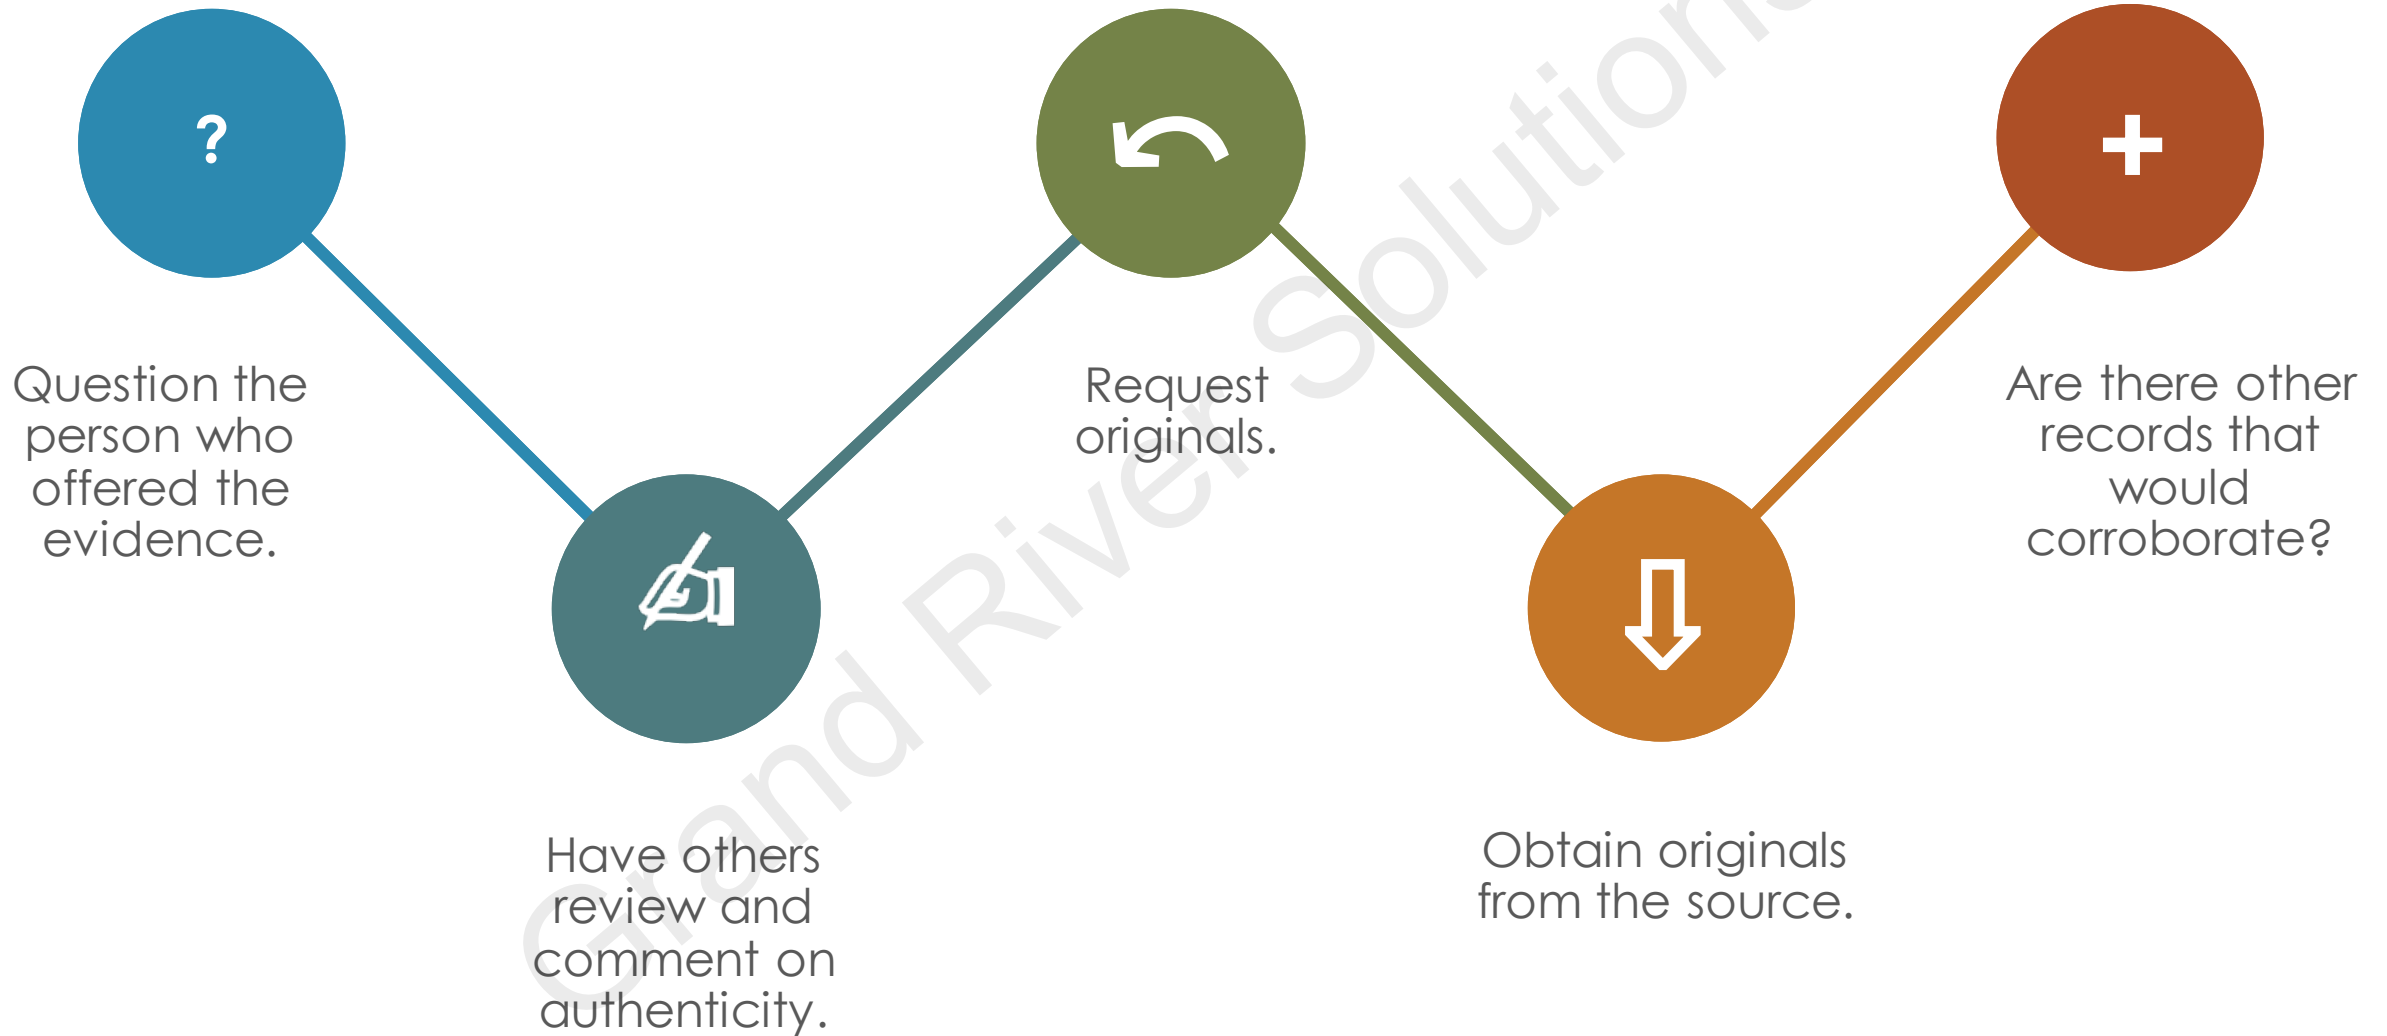 ?
+
Question the
person who
offered the
evidence.
Have others
review and
comment on
authenticity.
Request
originals.
Obtain originals
from the source.
Are there other
records that
would
corroborate?
Grand River Solutions